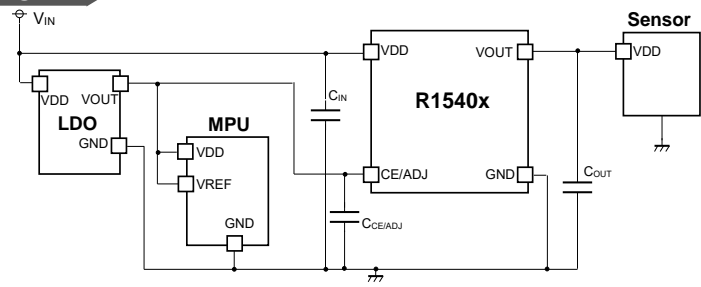 VIN
Sensor
VDD
VOUT
VDD
R1540x
CIN
VDD
VOUT
LDO
GND
MPU
VDD
VREF
GND
CE/ADJ
GND
COUT
CCE/ADJ